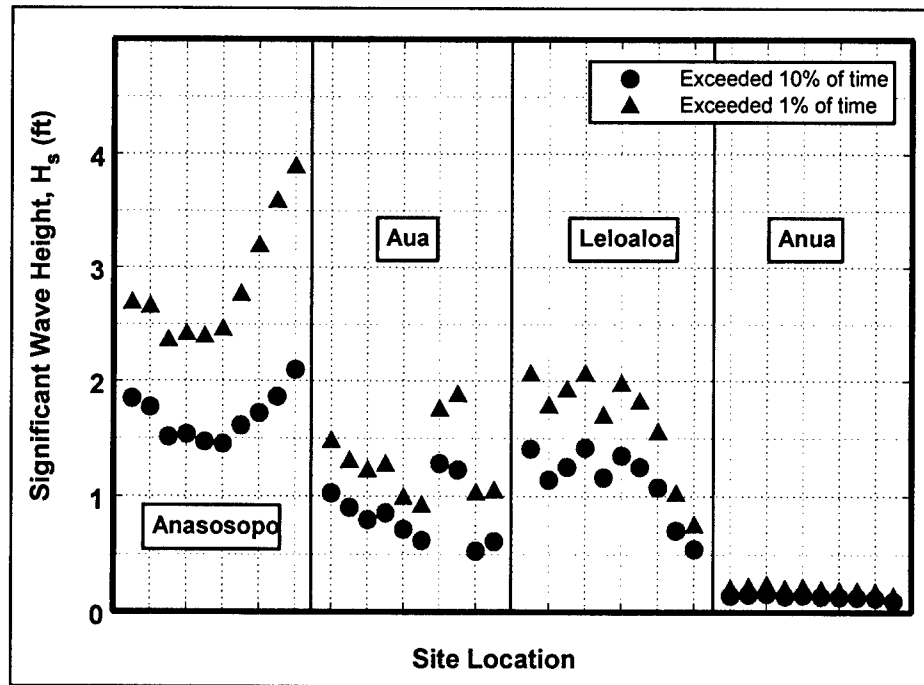 Significant Wave Height, Hs (ft)
4
3
2
1
0
Exceeded 10% of time
Exceeded 1% of time
Aua
Leloaloa
Anua
Anasosopo
Site Location